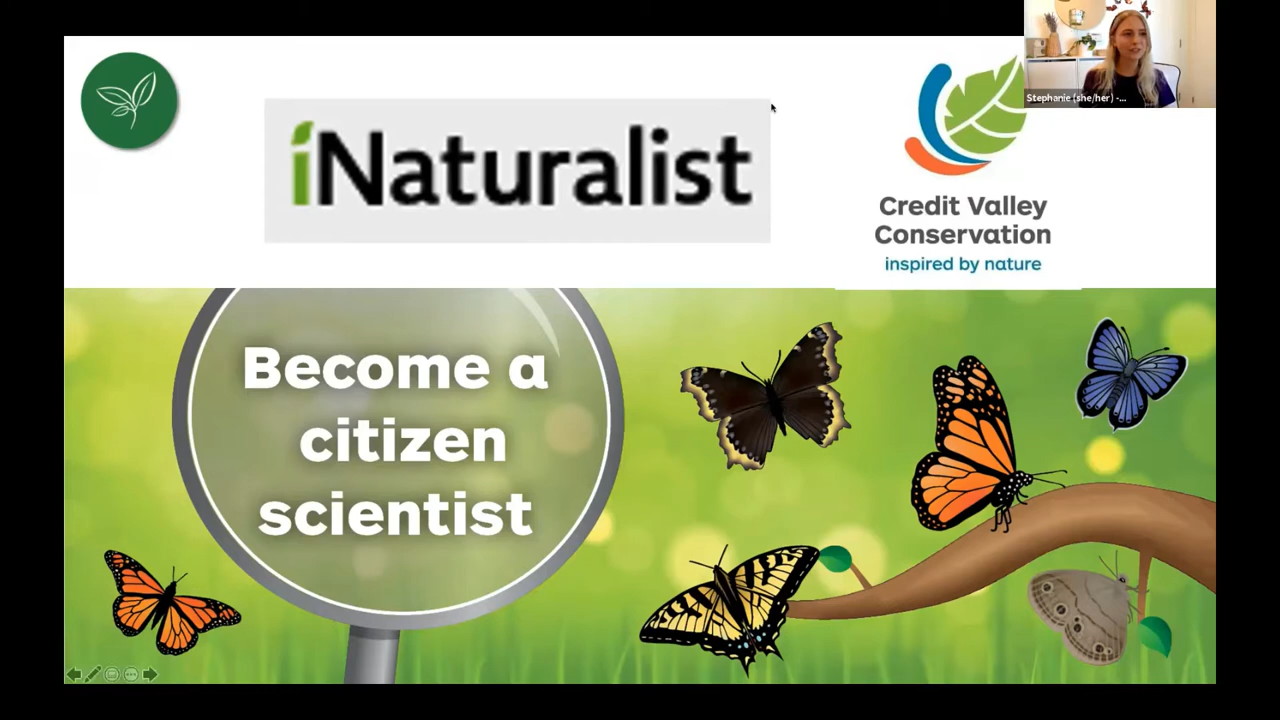 iNaturalist
Stephanie (she/her) -...
Credit Valley
Conservation
inspired by nature
Become a
citizen
scientist